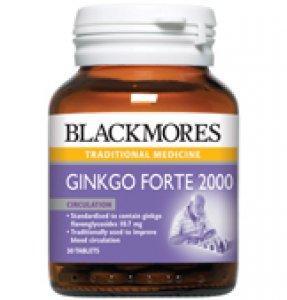 BLACKMORES
TRADITIONAL MEDICINE
GINKGO FORTE 2000
CIRCULATION
• Standardised to contain ginkgo
flavonglycosides 10.7 mg
• Traditionally used to improve
blood circulation
50 TABLETS